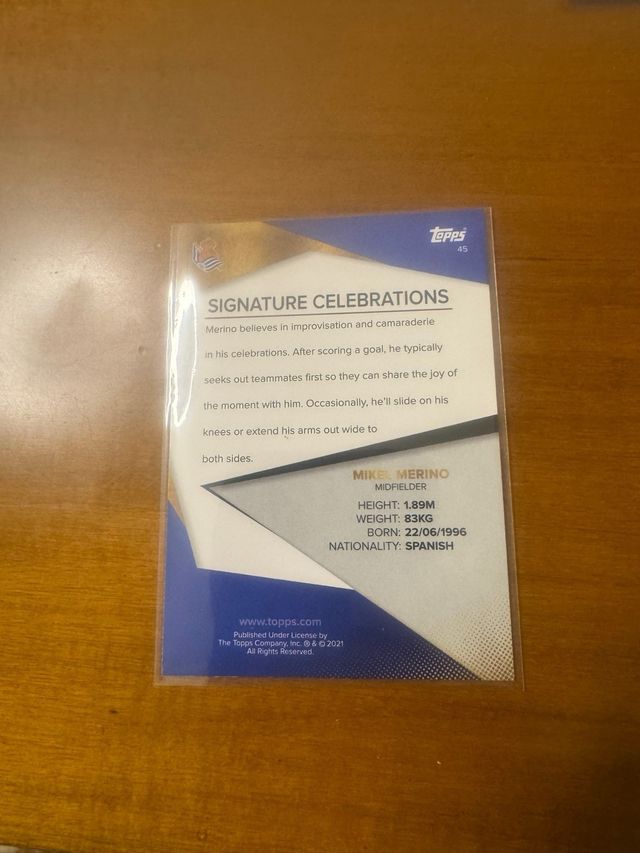 topps
45
SIGNATURE CELEBRATIONS
Merino believes in improvisation and camaraderie
in his celebrations. After scoring a goal, he typically
seeks out teammates first so they can share the joy of
the moment with him. Occasionally, he'll slide on his
knees or extend his arms out wide to
both sides.
MIKEL MERINO
MIDFIELDER
HEIGHT: 1.89M
WEIGHT: 83KG
BORN: 22/06/1996
NATIONALITY: SPANISH
www.topps.com
Published Under License by
The Topps Company, Inc. ® & © 2021
All Rights Reserved.